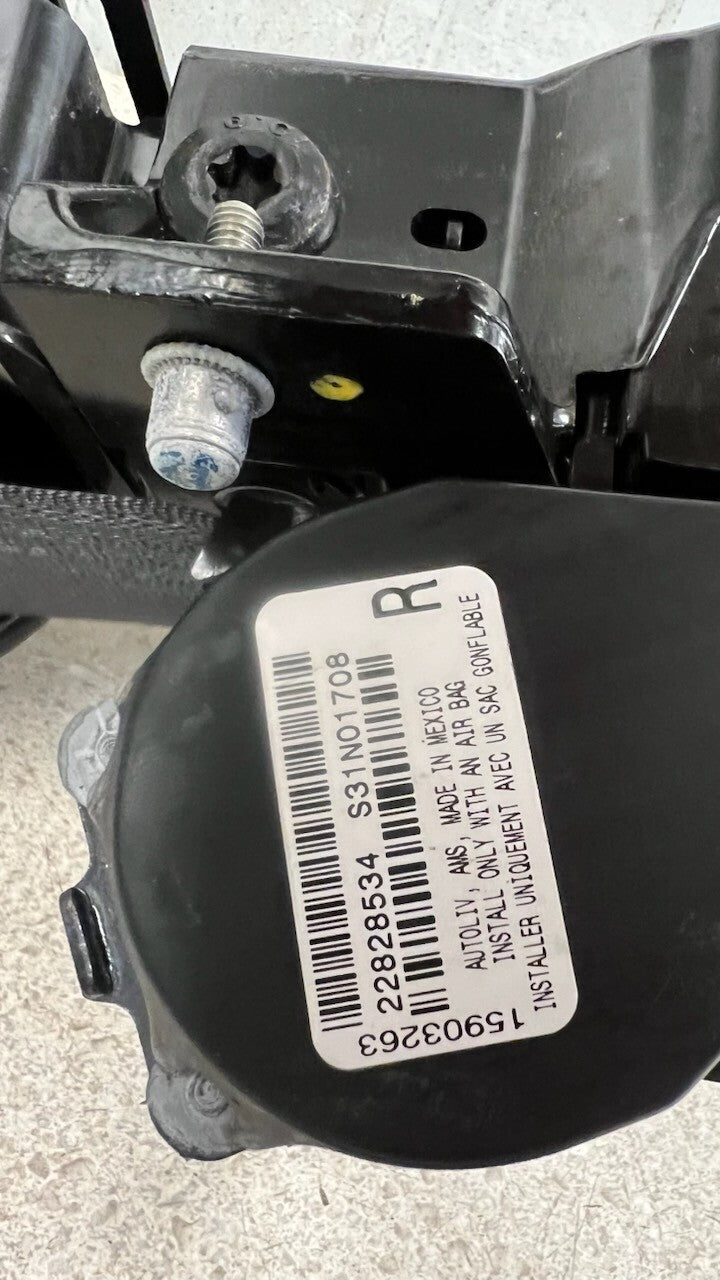 R
22828534 S31N01708
AUTOLIV, AMS, MADE IN MEXICO
INSTALL ONLY WITH AN AIR BAG
INSTALLER UNIQUEMENT AVEC UN SAC GONFLABLE
15903263